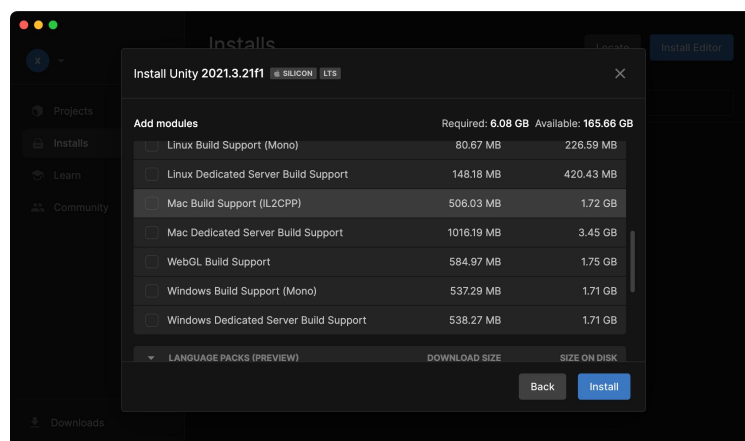 Installs
Locate
Install Editor
X
Install Unity 2021.3.21f1 SILICON LTS
Projects
Add modules Required: 6.08 GB Available: 165.66 GB
Installs
Linux Build Support (Mono) 80.67 MB 226.59 MB
Learn
Linux Dedicated Server Build Support 148.18 MB 420.43 MB
Community
Mac Build Support (IL2CPP) 506.03 MB 1.72 GB
Mac Dedicated Server Build Support 1016.19 MB 3.45 GB
WebGL Build Support 584.97 MB 1.75 GB
Windows Build Support (Mono) 537.29 MB 1.71 GB
Windows Dedicated Server Build Support 538.27 MB 1.71 GB
LANGUAGE PACKS (PREVIEW) DOWNLOAD SIZE SIZE ON DISK
Back Install
Downloads